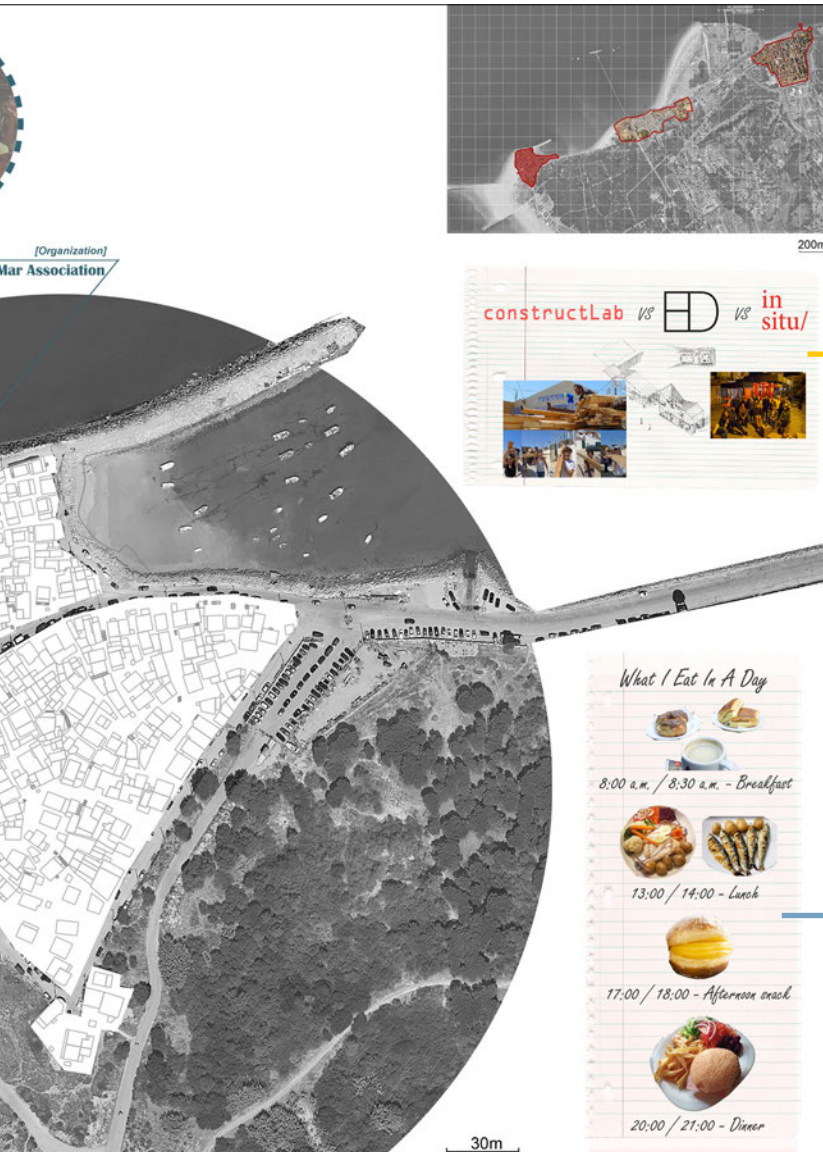 200m
[Organization]
Mar Association
constructLab VS ED VS in
situ/
What I Eat In A Day
8:00 a.m. / 8:30 a.m. - Breakfast
13:00 / 14:00 - Lunch
17:00 / 18:00 - Afternoon snack
20:00 / 21:00 - Dinner
30m